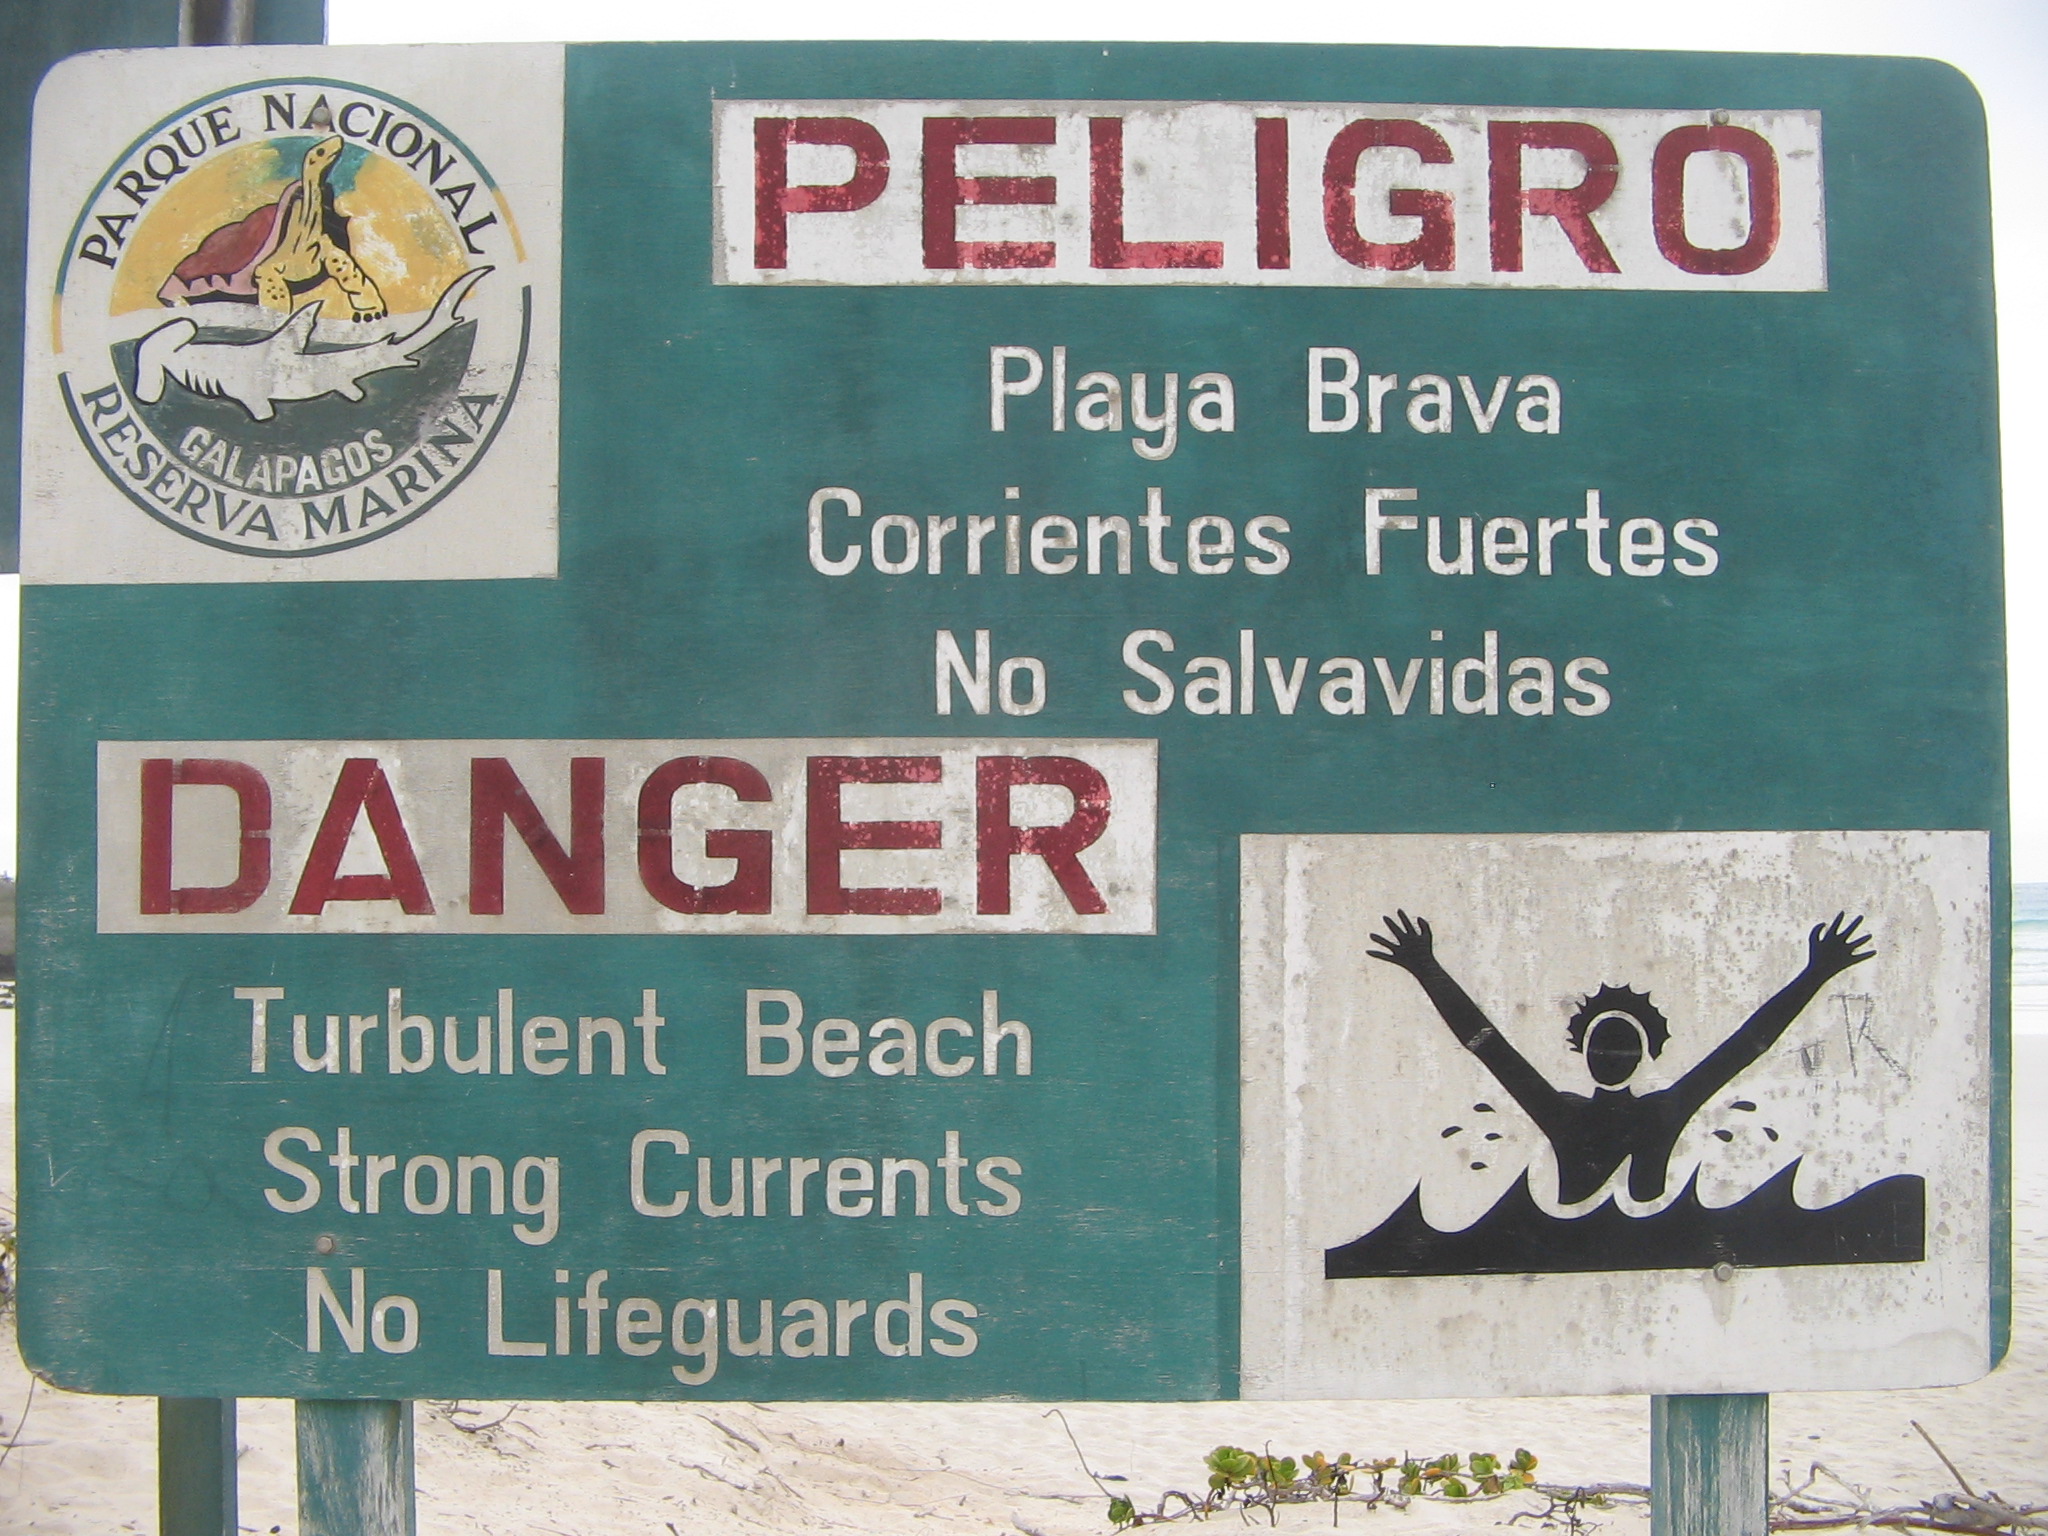 PARQUE NACIONAL
GALAPAGOS
RESERVA MARINA
PELIGRO
Playa Brava
Corrientes Fuertes
No Salvavidas
DANGER
Turbulent Beach
Strong Currents
No Lifeguards